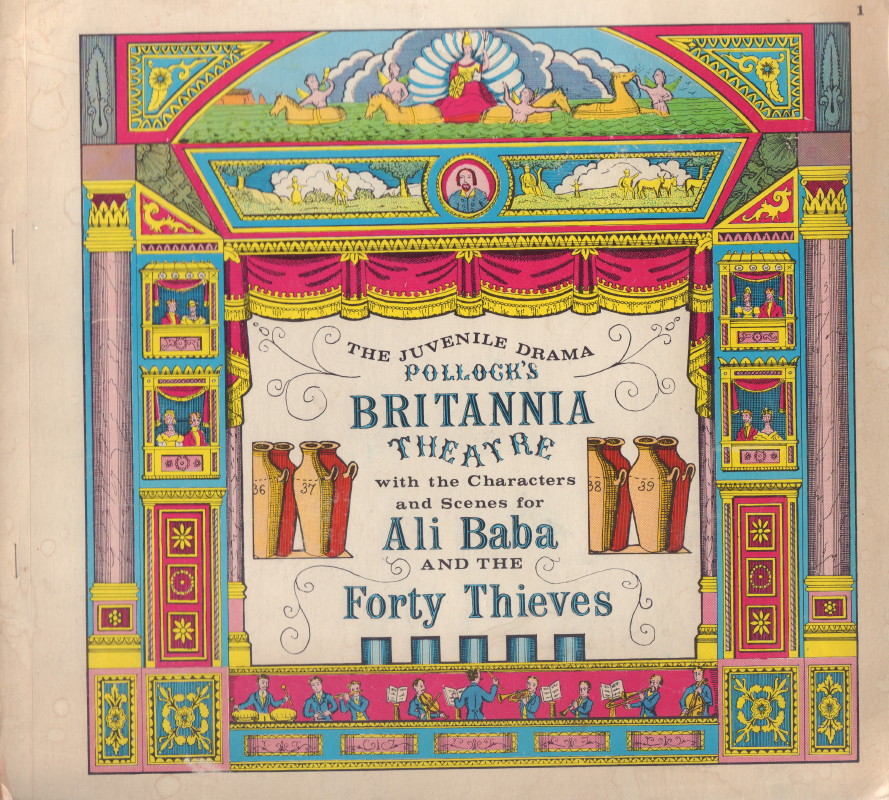 1
THE JUVENILE DRAMA
POLLOCK'S
BRITANNIA
THEATRE
with the Characters
and Scenes for
36 37
38 39
Ali Baba
AND THE
Forty Thieves